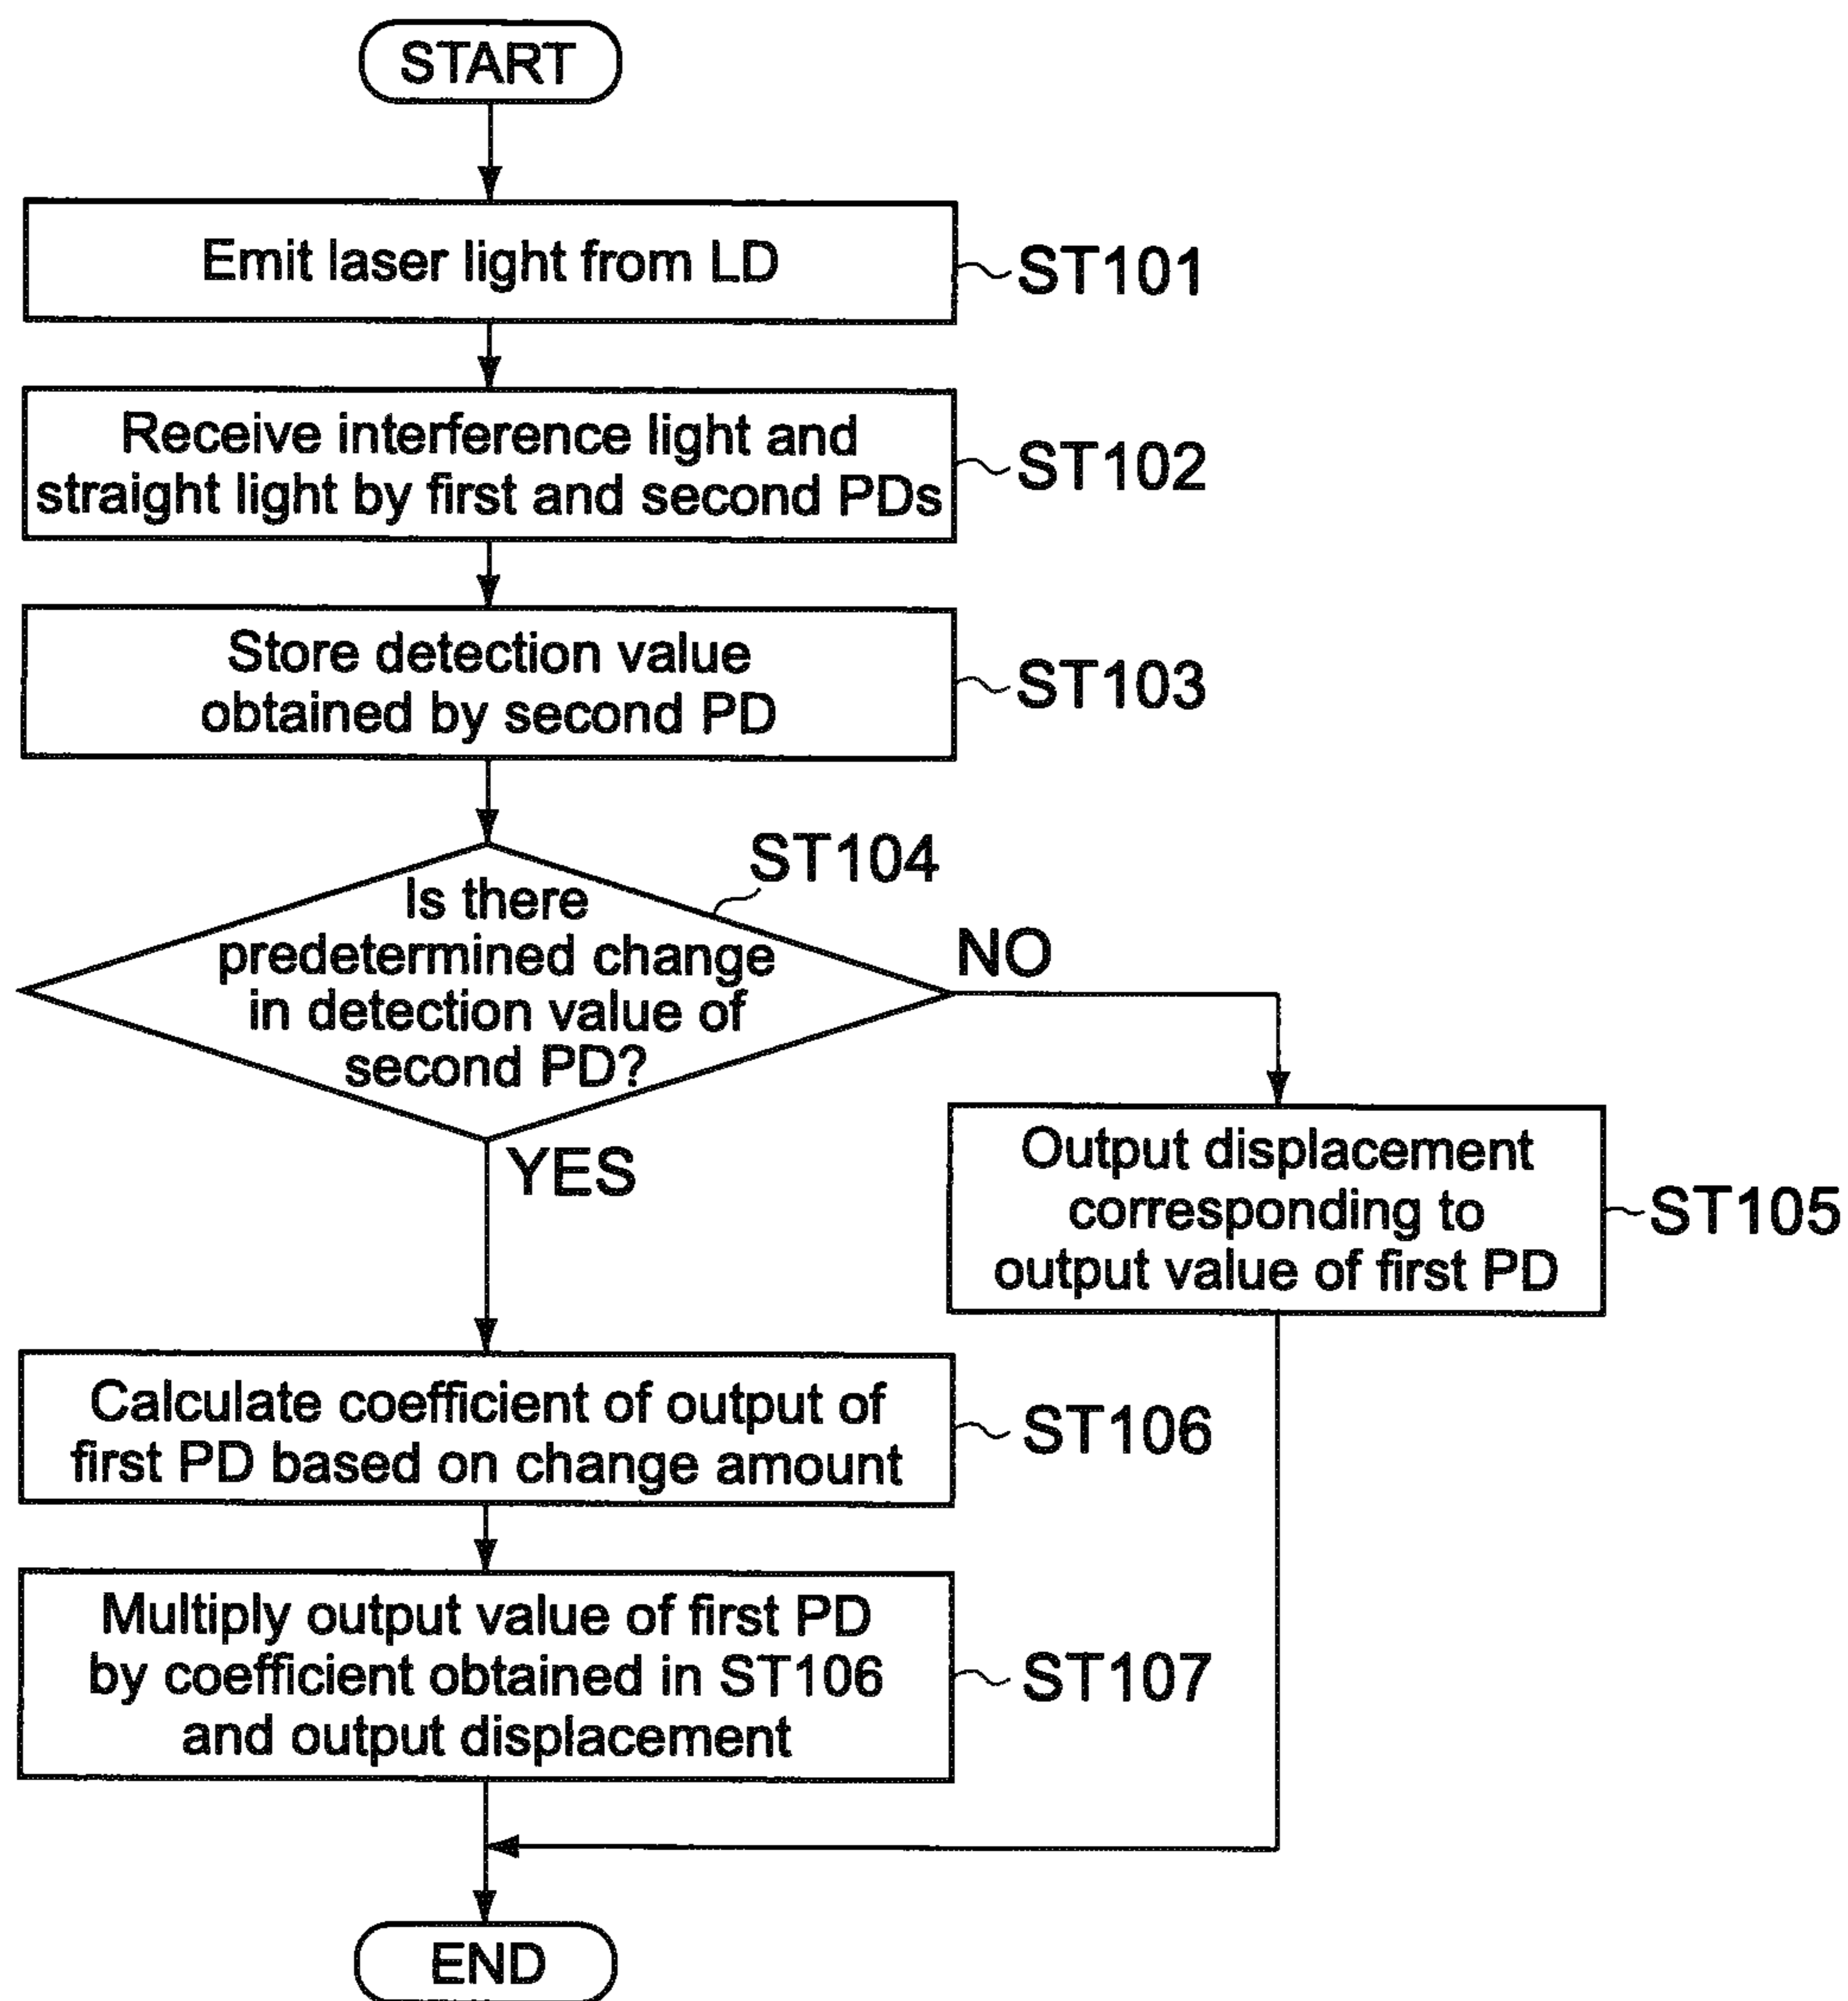 START
Emit laser light from LD
ST101
Receive interference light and
straight light by first and second PDs
ST102
Store detection value
obtained by second PD
ST103
ST104
Is there
predetermined change
in detection value of
second PD?
NO
YES
Output displacement
corresponding to
output value of first PD
ST105
Calculate coefficient of output of
first PD based on change amount
ST106
Multiply output value of first PD
by coefficient obtained in ST106
and output displacement
ST107
END